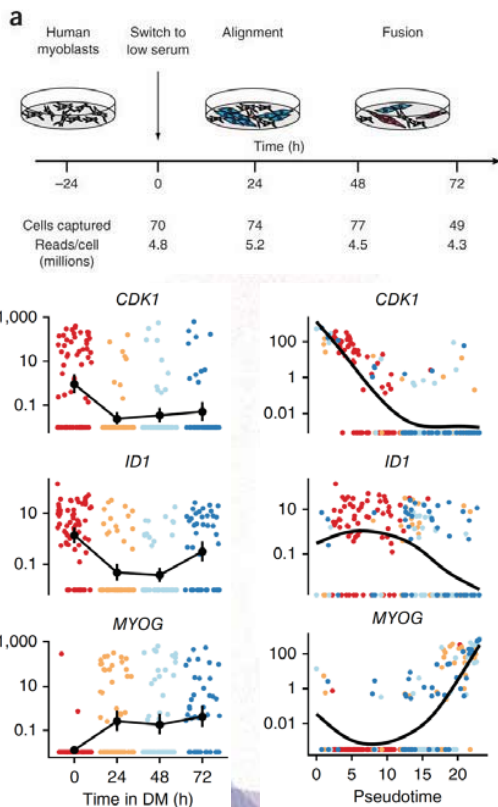 a
Human myoblasts
Switch to low serum
Alignment
Fusion
Time (h)
–24 0 24 48 72
Cells captured 70 74 77 49
Reads/cell (millions) 4.8 5.2 4.5 4.3
CDK1
1,000
10
0.1
CDK1
100
1
0.01
ID1
10
0.1
ID1
10
0.1
MYOG
1,000
10
0.1
0 24 48 72
Time in DM (h)
MYOG
100
1
0.01
0 5 10 15 20
Pseudotime